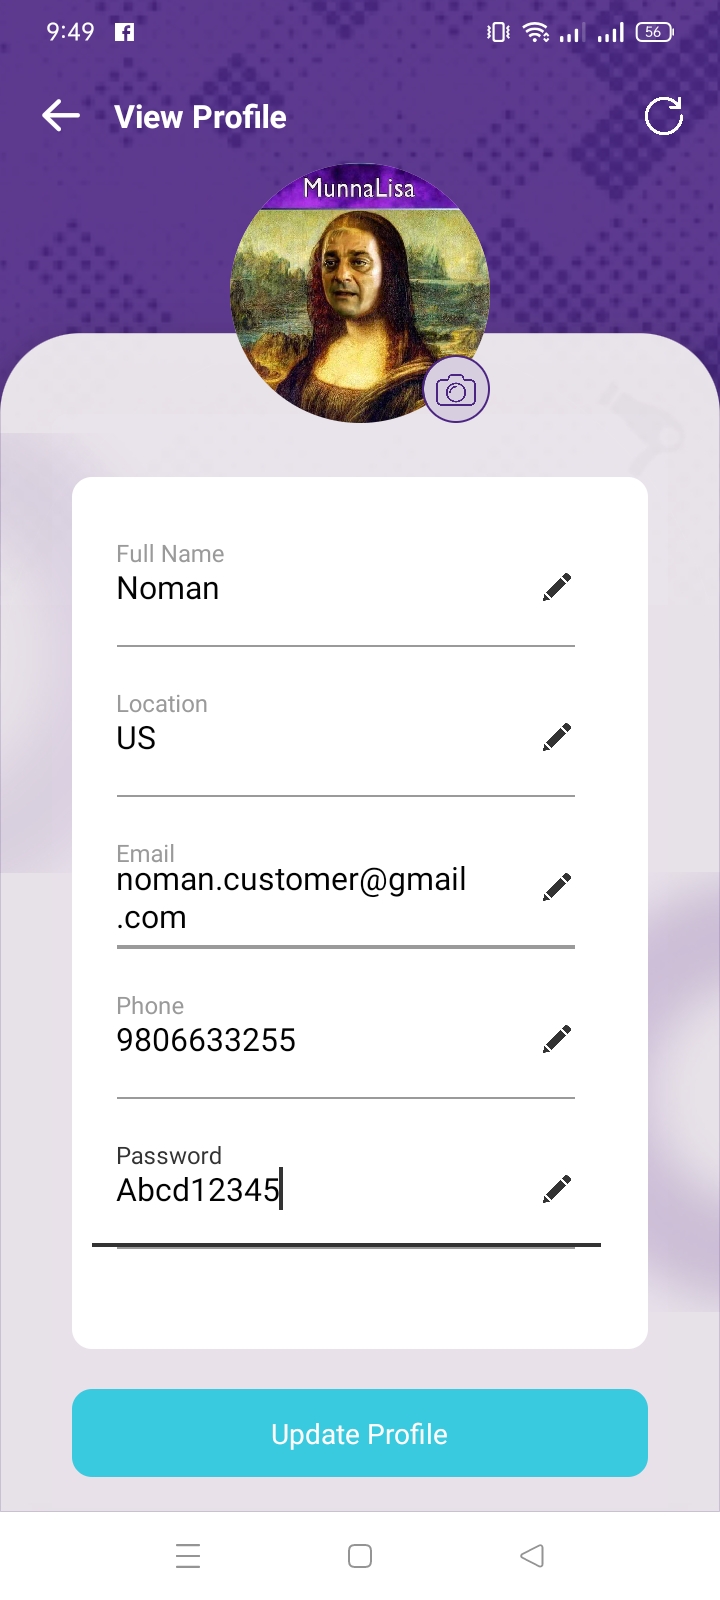 9:49
56
View Profile
MunnaLisa
Full Name
Noman
Location
US
Email
noman.customer@gmail
.com
Phone
9806633255
Password
Abcd12345
Update Profile